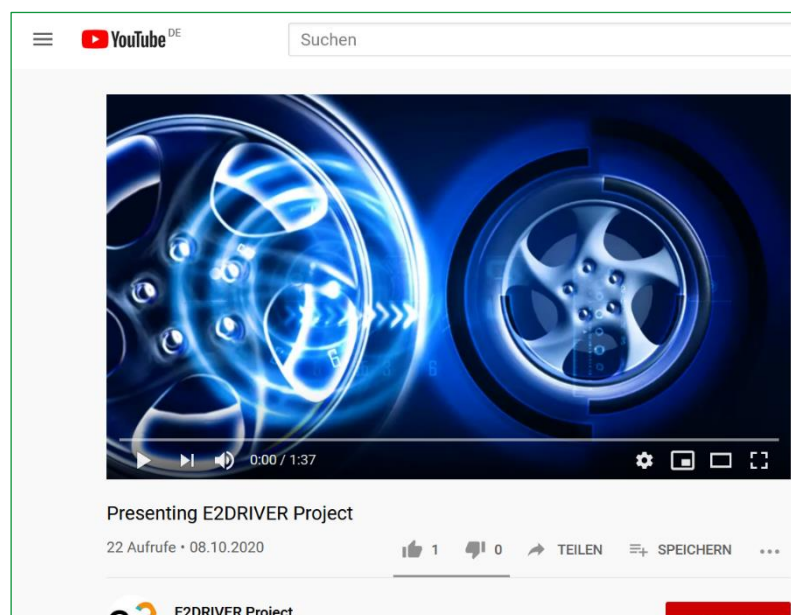 YouTube DE
Suchen
0:00 / 1:37
Presenting E2DRIVER Project
22 Aufrufe • 08.10.2020
1
0
TEILEN
SPEICHERN
E2DRIVER Project